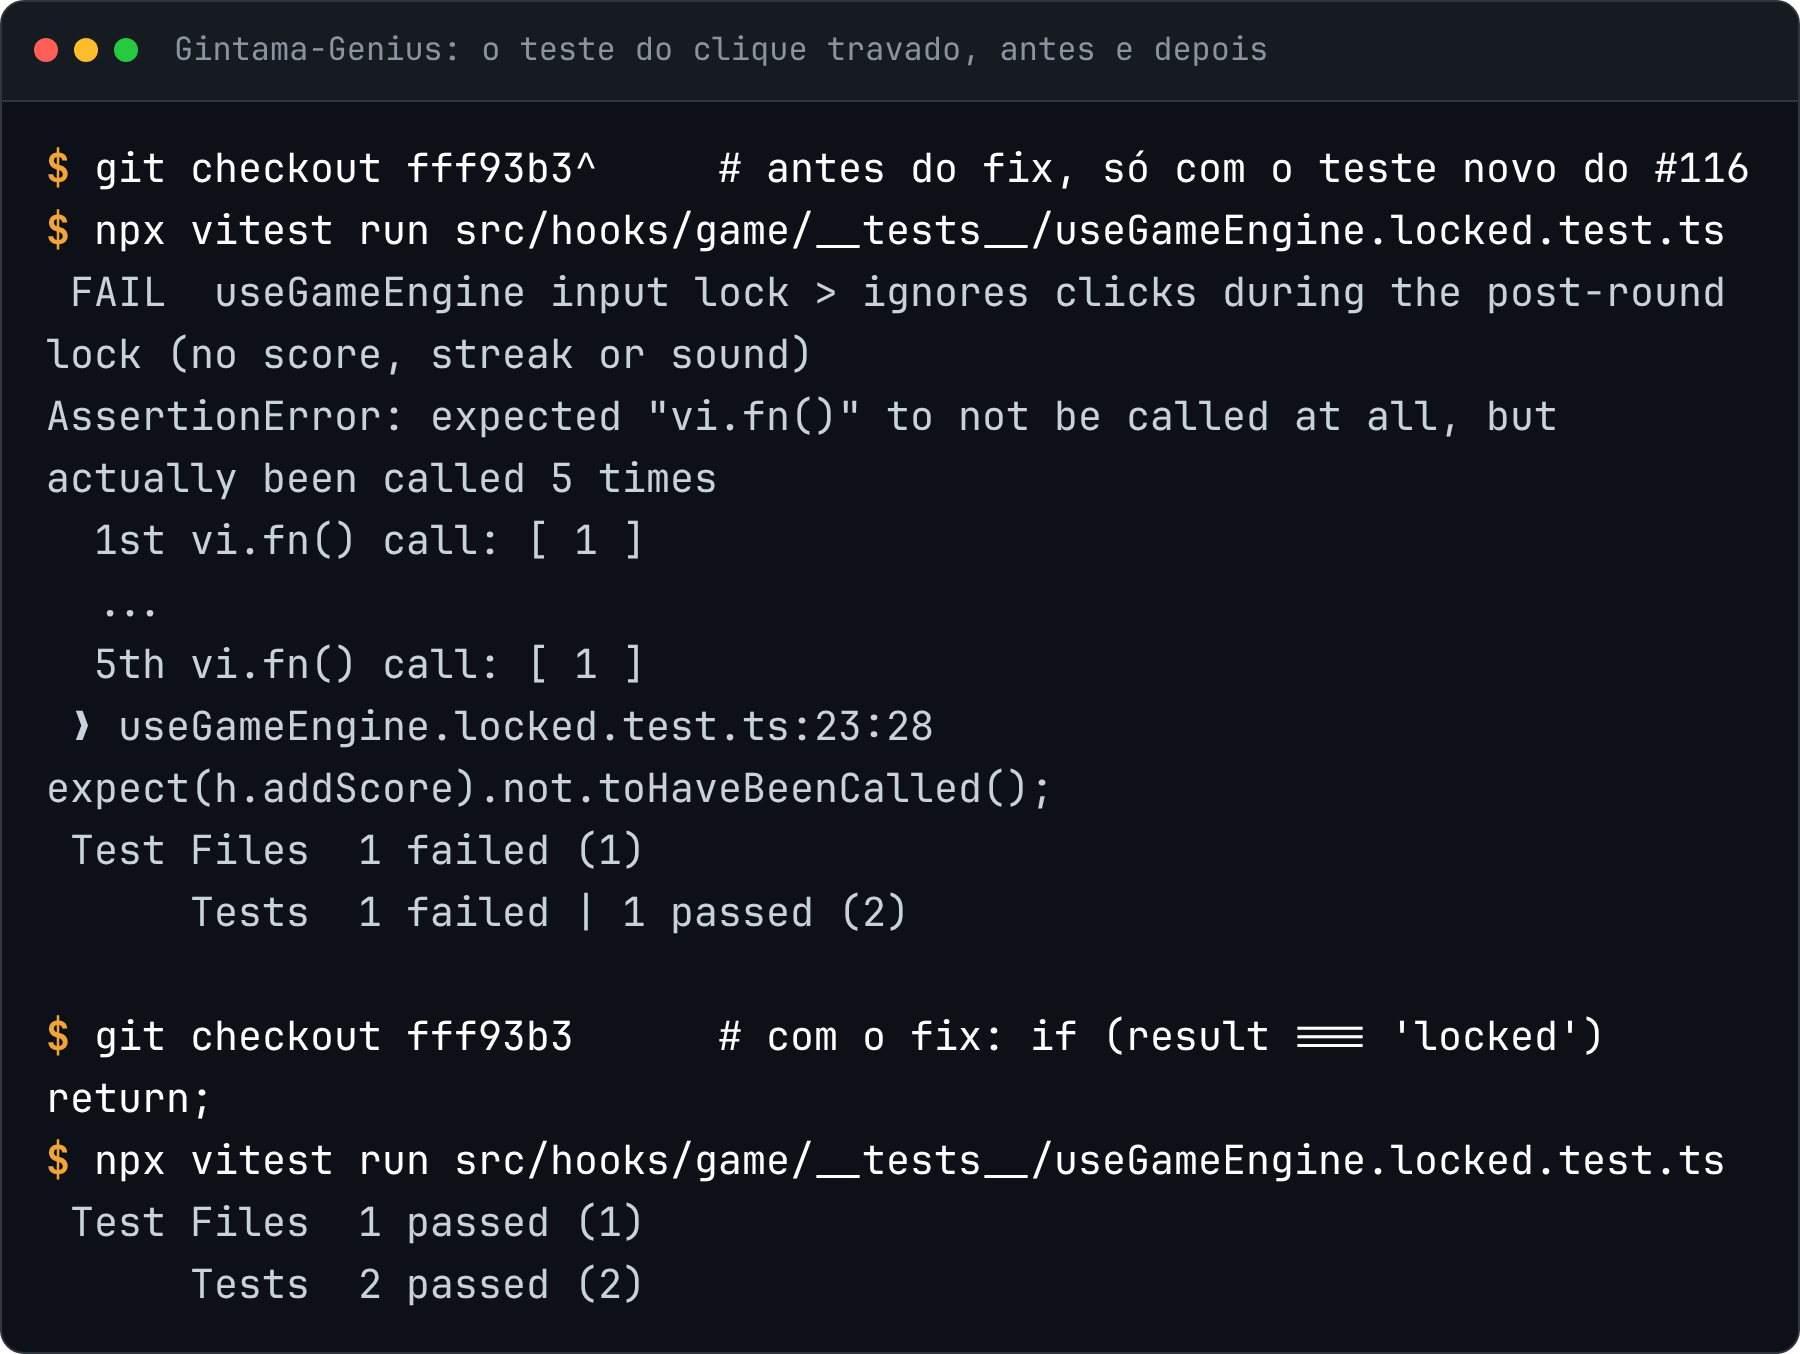 Gintama-Genius: o teste do clique travado, antes e depois
$ git checkout fff93b3^     # antes do fix, só com o teste novo do #116
$ npx vitest run src/hooks/game/__tests__/useGameEngine.locked.test.ts
 FAIL  useGameEngine input lock > ignores clicks during the post-round
lock (no score, streak or sound)
AssertionError: expected "vi.fn()" to not be called at all, but
actually been called 5 times
  1st vi.fn() call: [ 1 ]
  ...
  5th vi.fn() call: [ 1 ]
 ❯ useGameEngine.locked.test.ts:23:28
expect(h.addScore).not.toHaveBeenCalled();
 Test Files  1 failed (1)
      Tests  1 failed | 1 passed (2)
$ git checkout fff93b3      # com o fix: if (result === 'locked')
return;
$ npx vitest run src/hooks/game/__tests__/useGameEngine.locked.test.ts
 Test Files  1 passed (1)
      Tests  2 passed (2)